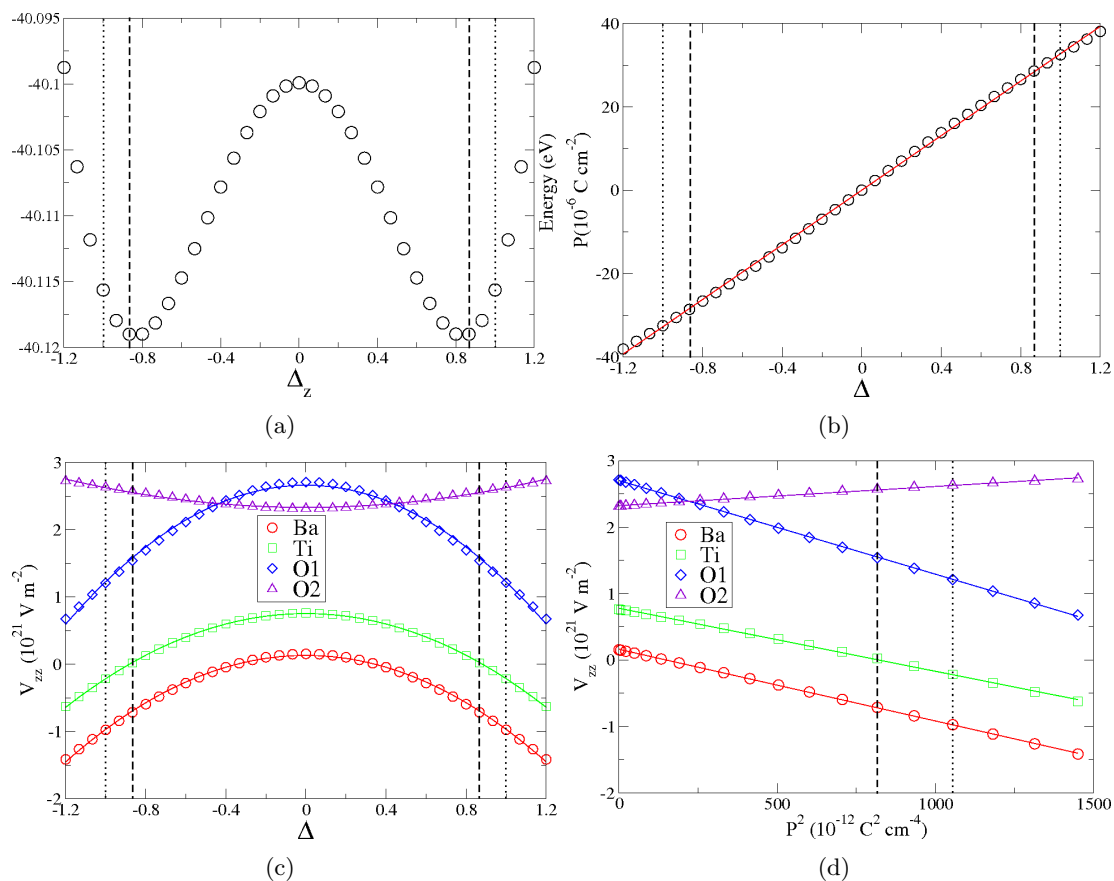 -40.095
-40.1
-40.105
-40.11
-40.115
-40.12
-1.2 -0.8 -0.4 0 0.4 0.8 1.2
Δz
Energy (eV)
(a)
40
20
0
-20
-40
-1.2 -0.8 -0.4 0 0.4 0.8 1.2
P(10-6 C cm-2)
Δ
(b)
3
2
1
0
-1
-2
-1.2 -0.8 -0.4 0 0.4 0.8 1.2
Vzz (1021 V m-2)
Δ
Ba
Ti
O1
O2
(c)
3
2
1
0
-1
-2
0 500 1000 1500
Vzz (1021 V m-2)
P2 (10-12 C2 cm-4)
Ba
Ti
O1
O2
(d)